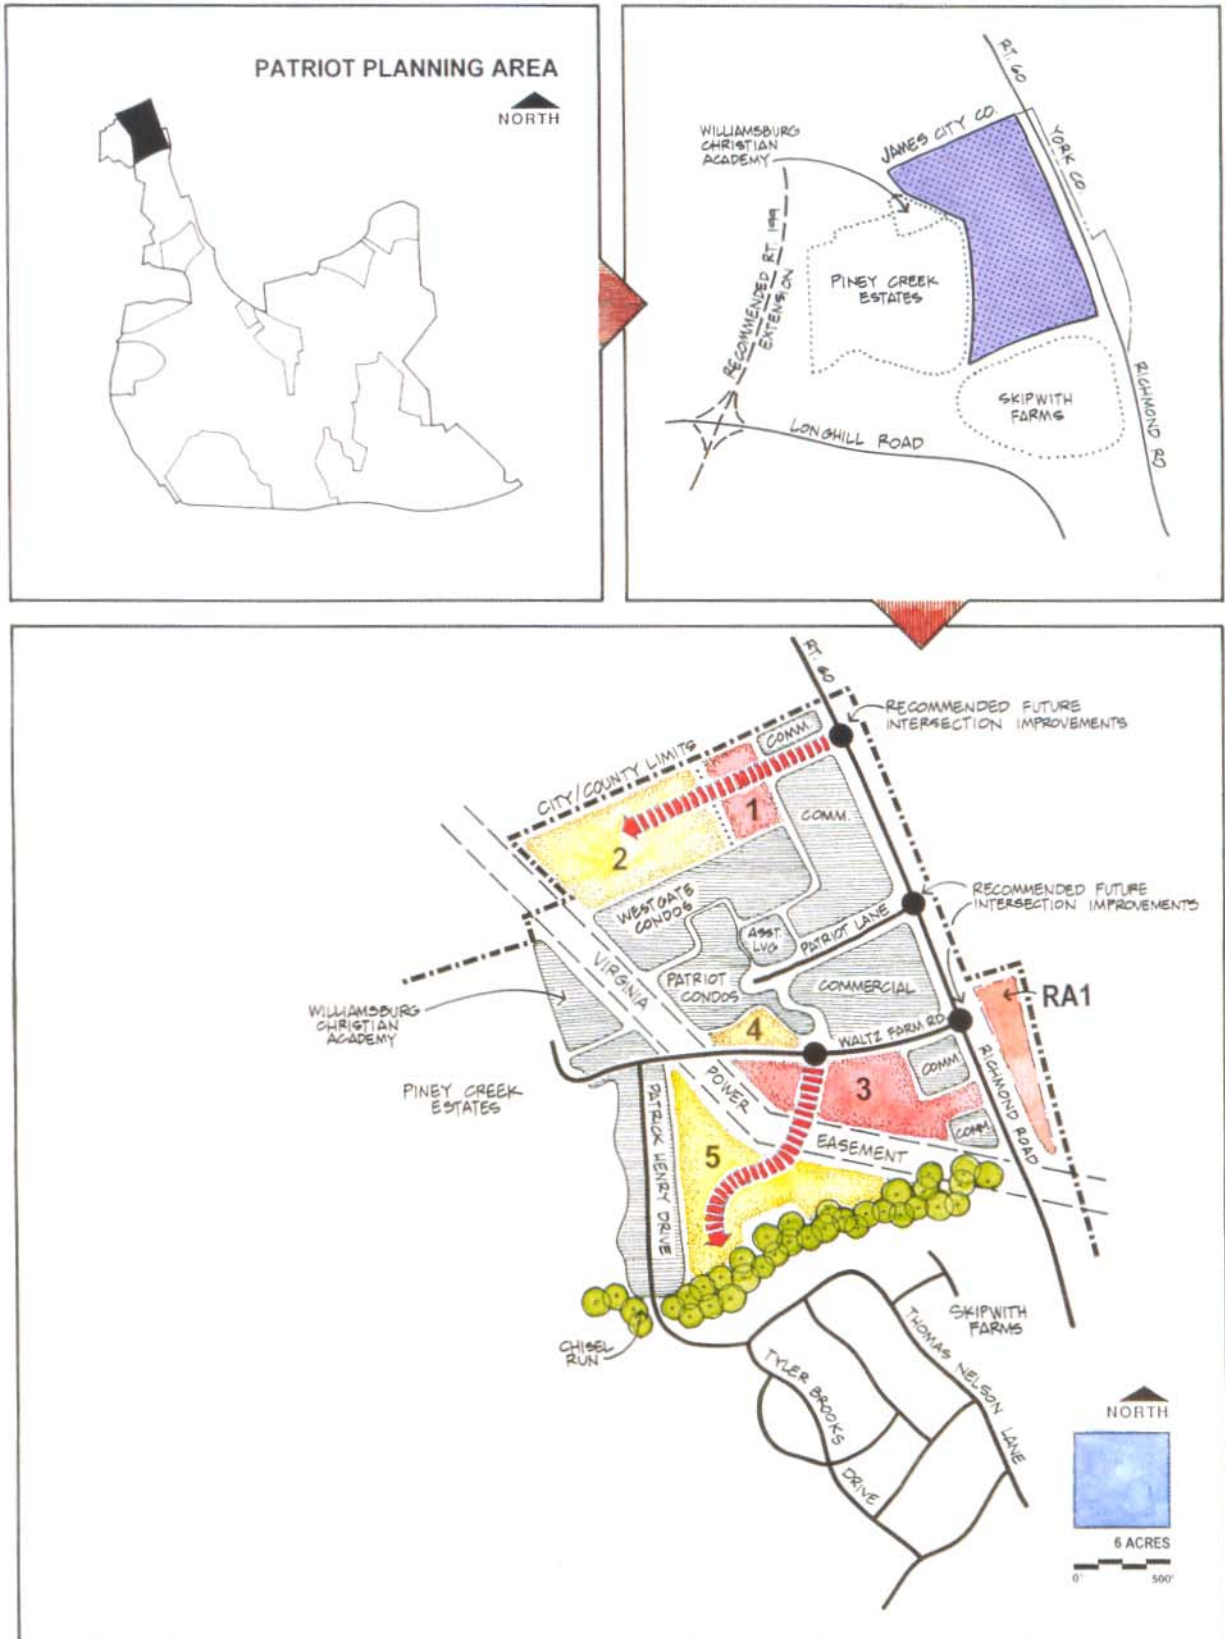 PATRIOT PLANNING AREA
NORTH
RT. 60
JAMES CITY CO.
YORK CO.
WILLIAMSBURG
CHRISTIAN
ACADEMY
RECOMMENDED RT. 199
EXTENSION
PINEY CREEK
ESTATES
SKIPWITH
FARMS
LONGHILL ROAD
RICHMOND RD.
RT. 60
RECOMMENDED FUTURE
INTERSECTION IMPROVEMENTS
CITY/COUNTY LIMITS
COMM.
1
COMM.
2
WESTGATE
CONDOS
RECOMMENDED FUTURE
INTERSECTION IMPROVEMENTS
ASST.
LVG
PATRIOT LANE
VIRGINIA
PATRIOT
CONDOS
COMMERCIAL
RA1
WILLIAMSBURG
CHRISTIAN
ACADEMY
4
WALTZ FARM RD.
PINEY CREEK
ESTATES
POWER
3
COMM.
RICHMOND ROAD
PATRICK HENRY DRIVE
EASEMENT
COMM.
5
CHISEL
RUN
SKIPWITH
FARMS
THOMAS NELSON LANE
TYLER BROOKS
DRIVE
NORTH
6 ACRES
0' 500'